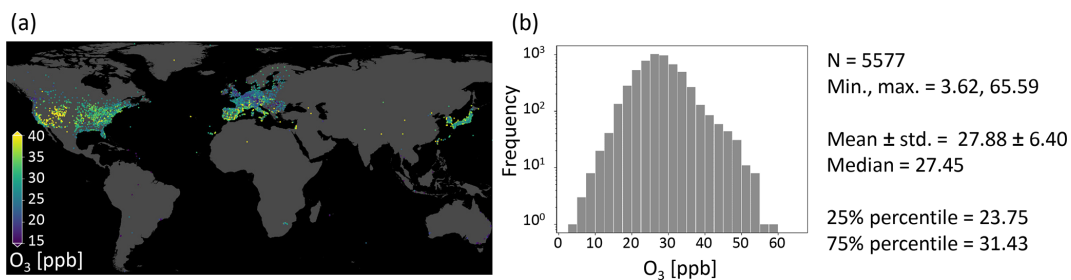 (a)
40
35
30
25
20
15
O₃ [ppb]
(b)
Frequency
10³
10²
10¹
10⁰
0 10 20 30 40 50 60
O₃ [ppb]
N = 5577
Min., max. = 3.62, 65.59
Mean ± std. = 27.88 ± 6.40
Median = 27.45
25% percentile = 23.75
75% percentile = 31.43